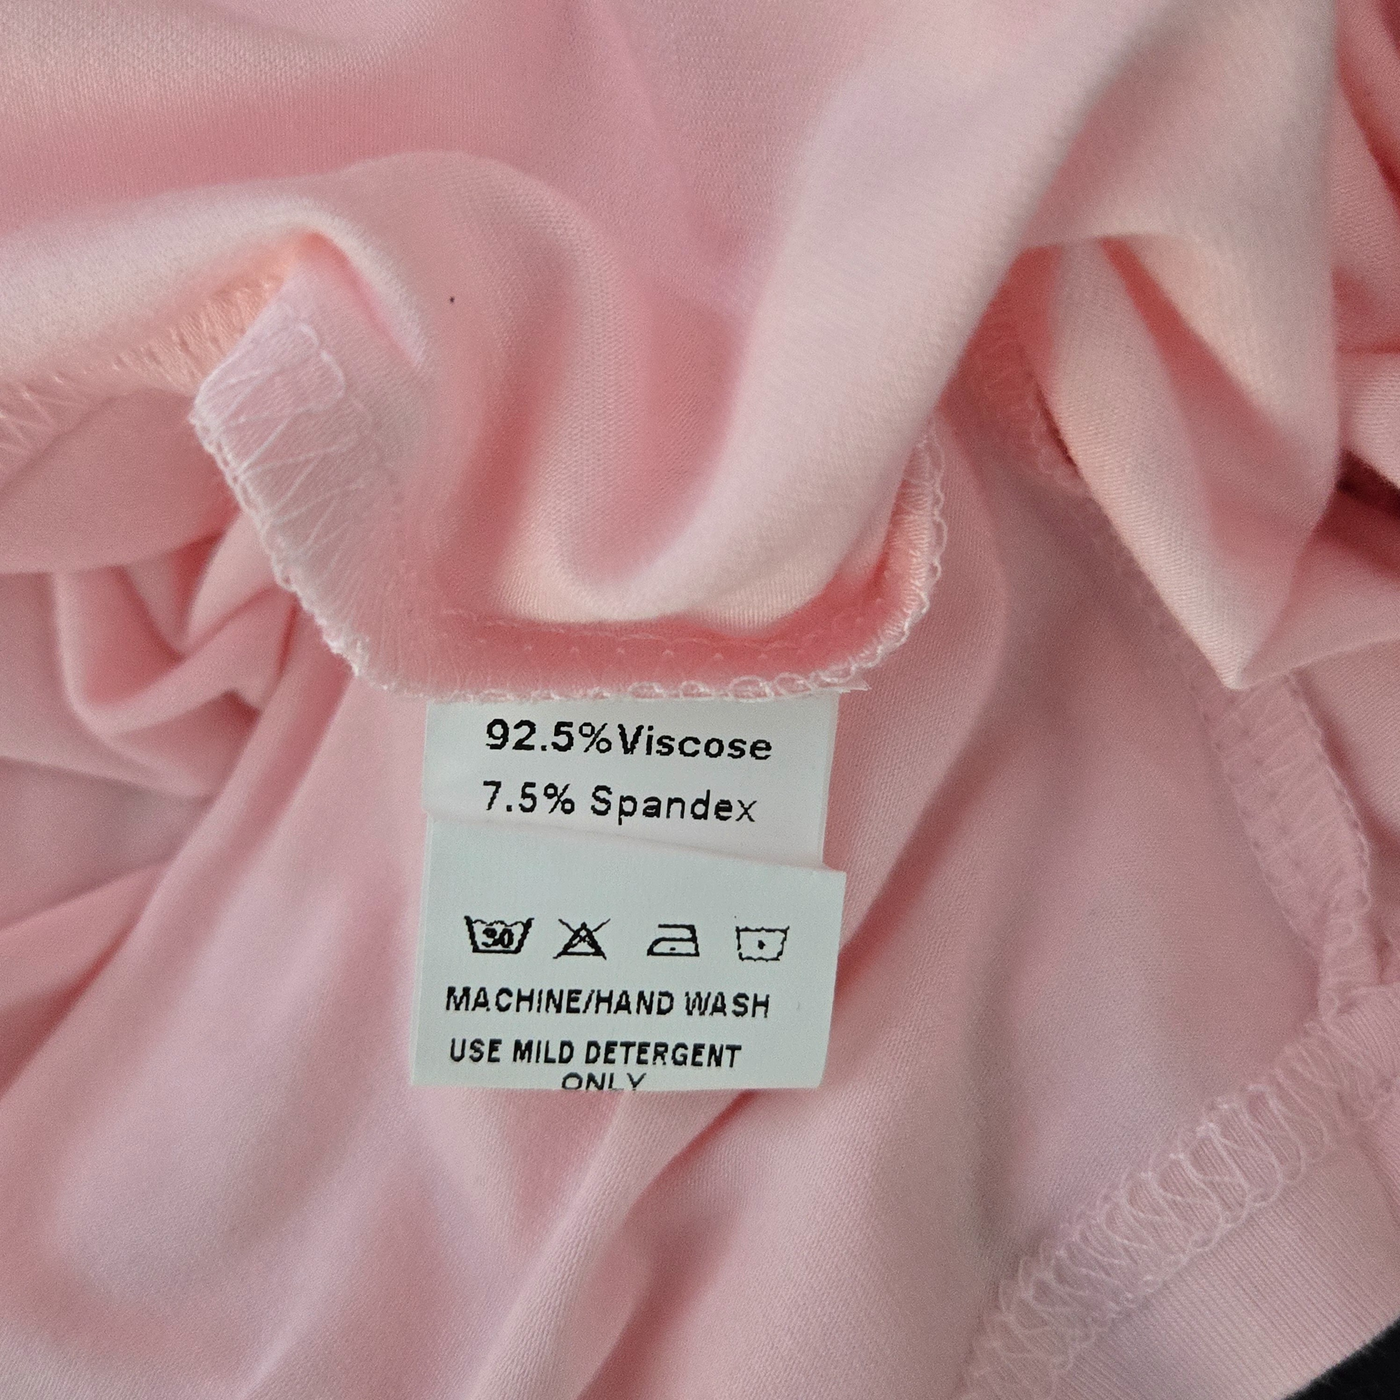 92.5%Viscose
7.5% Spandex
30
MACHINE/HAND WASH
USE MILD DETERGENT
ONLY